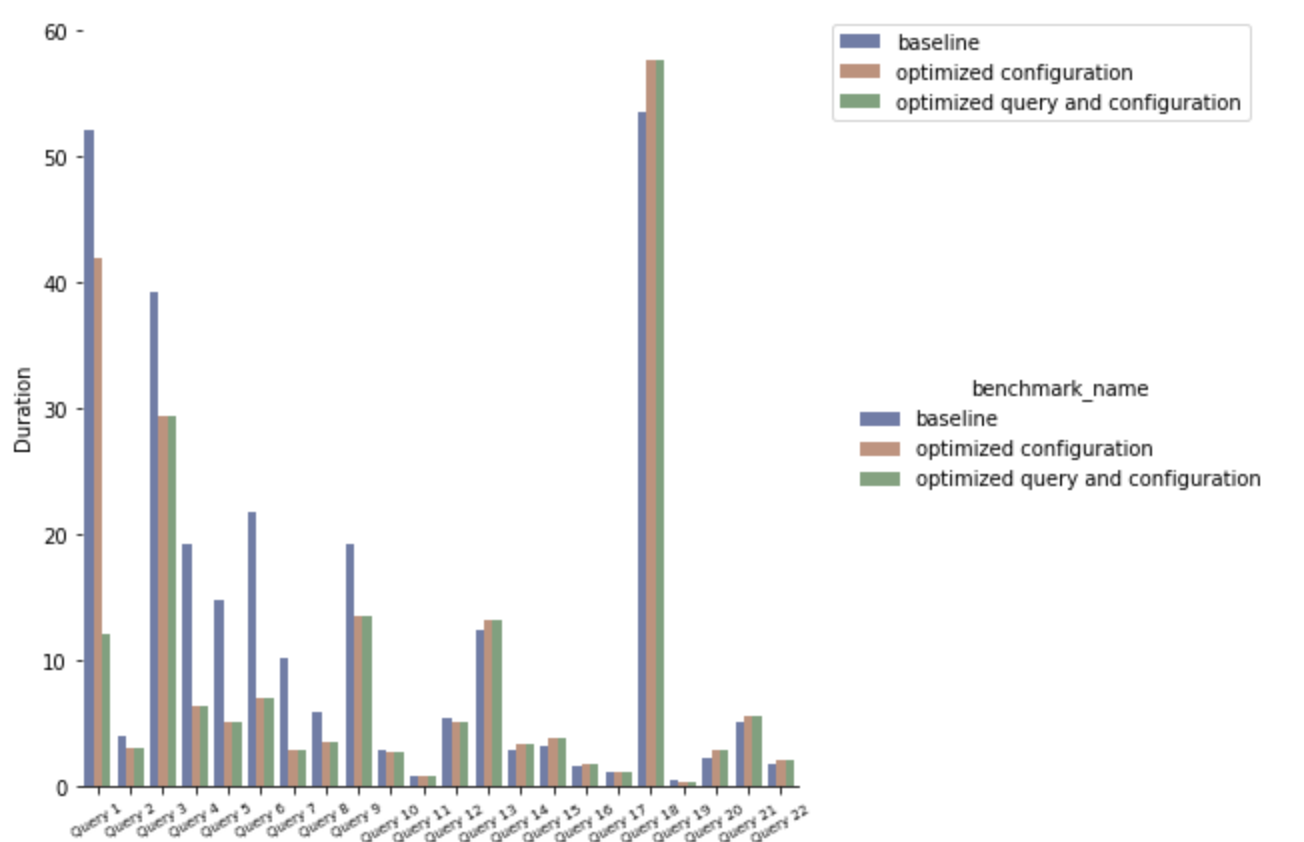 60
50
40
30
20
10
0
Duration
Query 1
Query 2
Query 3
Query 4
Query 5
Query 6
Query 7
Query 8
Query 9
Query 10
Query 11
Query 12
Query 13
Query 14
Query 15
Query 16
Query 17
Query 18
Query 19
Query 20
Query 21
Query 22
baseline
optimized configuration
optimized query and configuration
benchmark_name
baseline
optimized configuration
optimized query and configuration